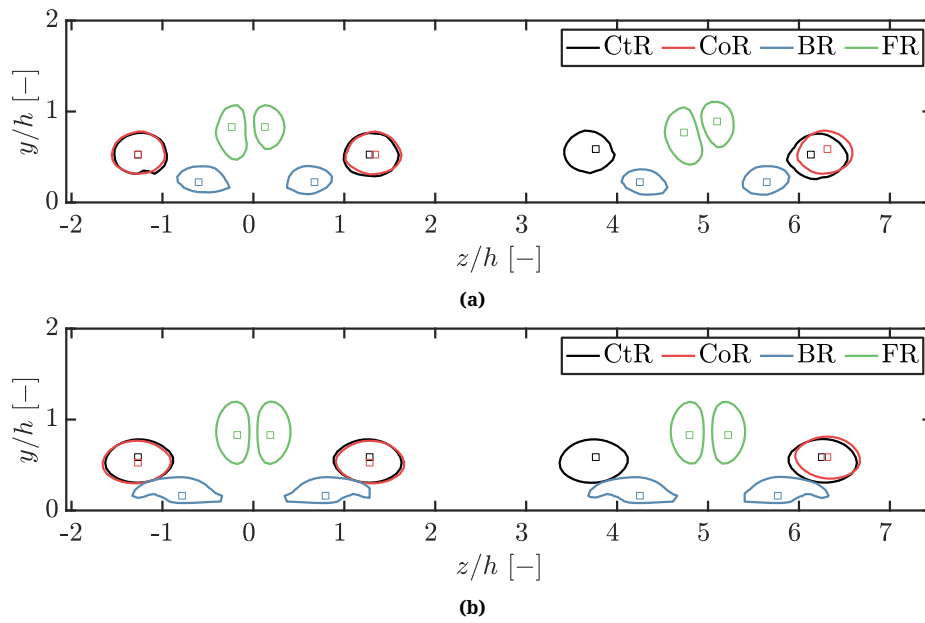 2
CtR CoR BR FR
1
y/h [−]
0
-2 -1 0 1 2 3 4 5 6 7
z/h [−]
(a)
2
CtR CoR BR FR
1
y/h [−]
0
-2 -1 0 1 2 3 4 5 6 7
z/h [−]
(b)